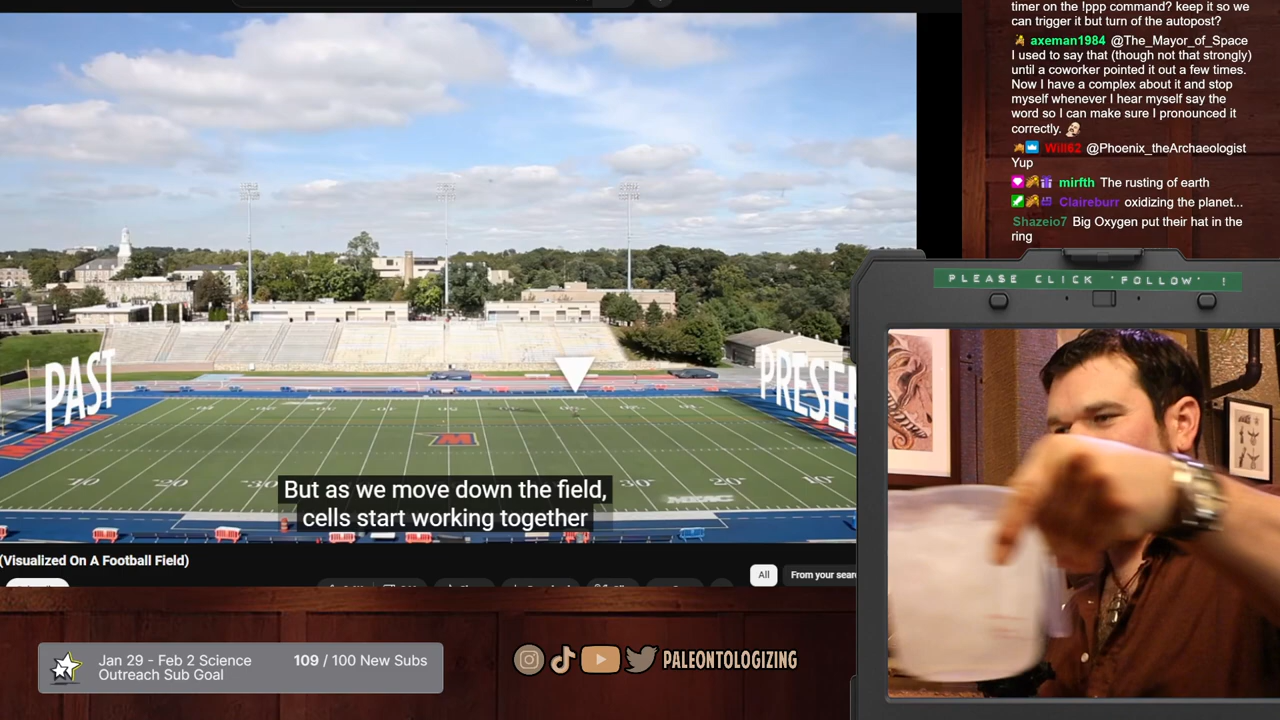 timer on the !ppp command? keep it so we
can trigger it but turn of the autopost?
axeman1984 @The_Mayor_of_Space
I used to say that (though not that strongly)
until a coworker pointed it out a few times.
Now I have a complex about it and stop
myself whenever I hear myself say the
word so I can make sure I pronounced it
correctly.
Will62 @Phoenix_theArchaeologist
Yup
mirfth The rusting of earth
Claireburr oxidizing the planet...
Shazeio7 Big Oxygen put their hat in the
ring
PLEASE CLICK "FOLLOW" !
PAST
PRESE
M
But as we move down the field,
cells start working together
(Visualized On A Football Field)
All
From your sear
Jan 29 - Feb 2 Science
Outreach Sub Goal
109 / 100 New Subs
PALEONTOLOGIZING